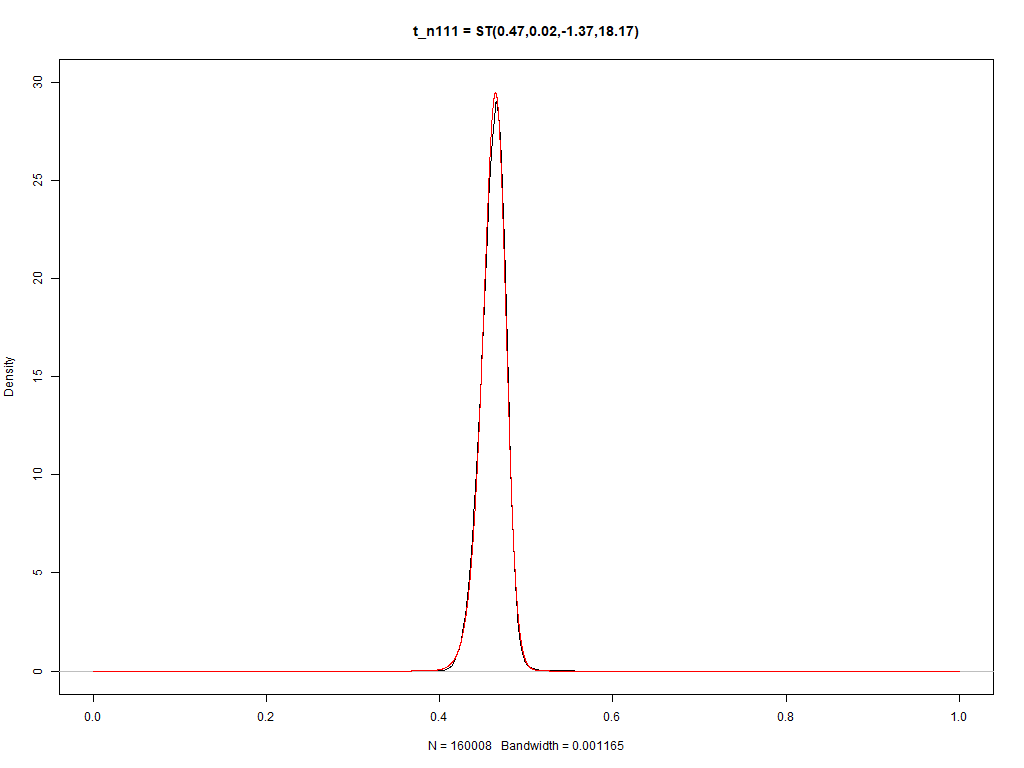 t_n111 = ST(0.47,0.02,-1.37,18.17)
30
25
20
15
10
5
0
Density
0.0 0.2 0.4 0.6 0.8 1.0
N = 160008 Bandwidth = 0.001165